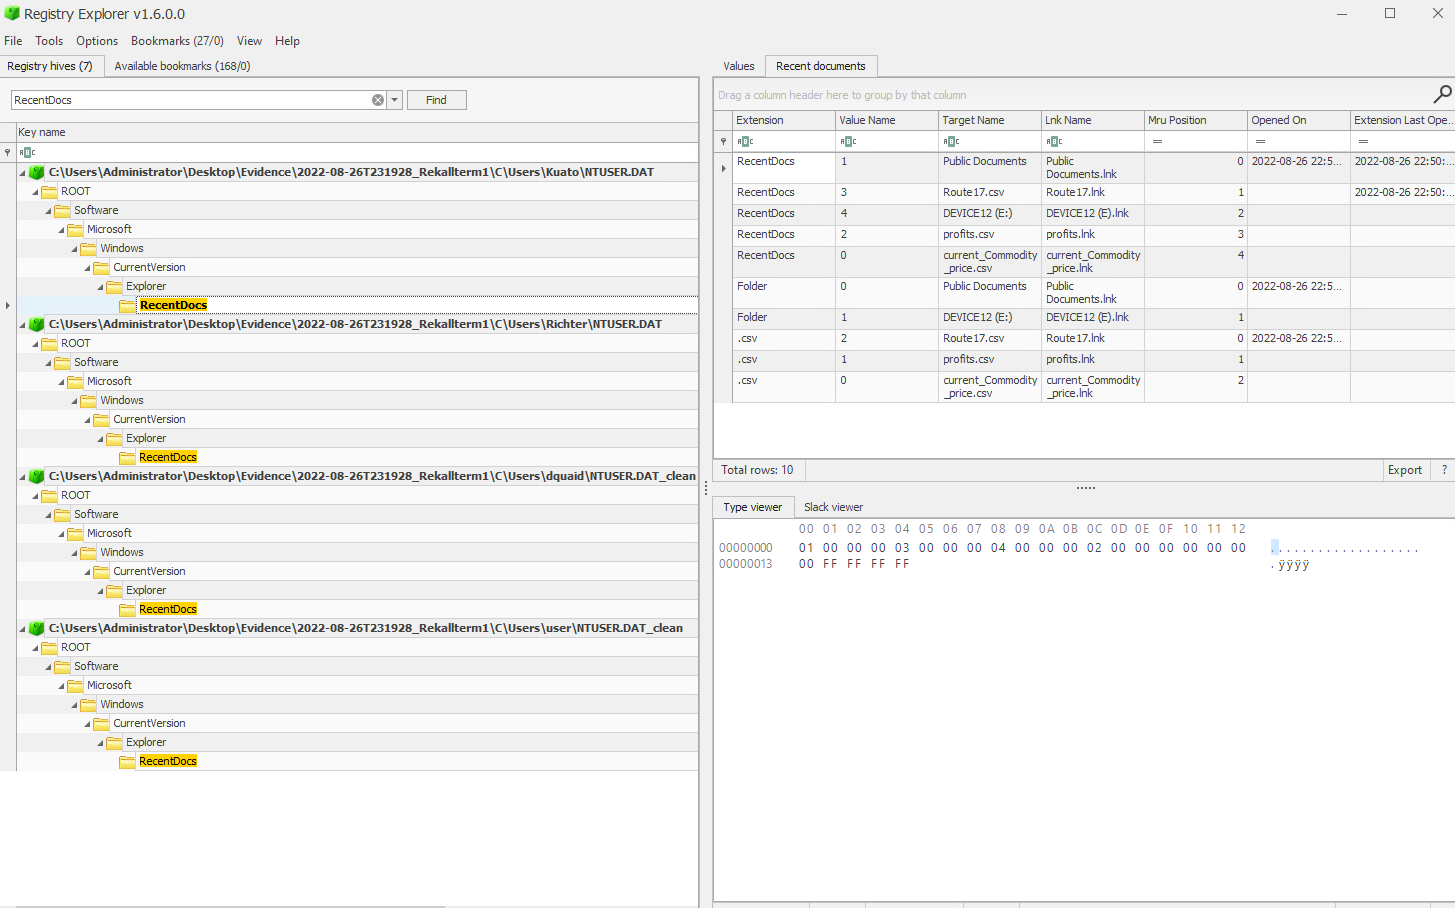 Registry Explorer v1.6.0.0
File Tools Options Bookmarks (27/0) View Help
Registry hives (7) Available bookmarks (168/0)
RecentDocs Find
Key name
C:\Users\Administrator\Desktop\Evidence\2022-08-26T231928_Rekallterm1\C\Users\Kuato\NTUSER.DAT
ROOT
Software
Microsoft
Windows
CurrentVersion
Explorer
RecentDocs
C:\Users\Administrator\Desktop\Evidence\2022-08-26T231928_Rekallterm1\C\Users\Richter\NTUSER.DAT
ROOT
Software
Microsoft
Windows
CurrentVersion
Explorer
RecentDocs
C:\Users\Administrator\Desktop\Evidence\2022-08-26T231928_Rekallterm1\C\Users\dquaid\NTUSER.DAT_clean
ROOT
Software
Microsoft
Windows
CurrentVersion
Explorer
RecentDocs
C:\Users\Administrator\Desktop\Evidence\2022-08-26T231928_Rekallterm1\C\Users\user\NTUSER.DAT_clean
ROOT
Software
Microsoft
Windows
CurrentVersion
Explorer
RecentDocs
Values Recent documents
Drag a column header here to group by that column
Extension Value Name Target Name Lnk Name Mru Position Opened On Extension Last Ope...
RecentDocs 1 Public Documents Public Documents.lnk 0 2022-08-26 22:5... 2022-08-26 22:50:...
RecentDocs 3 Route17.csv Route17.lnk 1 2022-08-26 22:50:...
RecentDocs 4 DEVICE12 (E:) DEVICE12 (E).lnk 2
RecentDocs 2 profits.csv profits.lnk 3
RecentDocs 0 current_Commodity_price.csv current_Commodity_price.lnk 4
Folder 0 Public Documents Public Documents.lnk 0 2022-08-26 22:5...
Folder 1 DEVICE12 (E:) DEVICE12 (E).lnk 1
.csv 2 Route17.csv Route17.lnk 0 2022-08-26 22:5...
.csv 1 profits.csv profits.lnk 1
.csv 0 current_Commodity_price.csv current_Commodity_price.lnk 2
Total rows: 10 Export ?
Type viewer Slack viewer
00 01 02 03 04 05 06 07 08 09 0A 0B 0C 0D 0E 0F 10 11 12
00000000 01 00 00 00 03 00 00 00 04 00 00 00 02 00 00 00 00 00 00 ...................
00000013 00 FF FF FF FF .ÿÿÿÿ